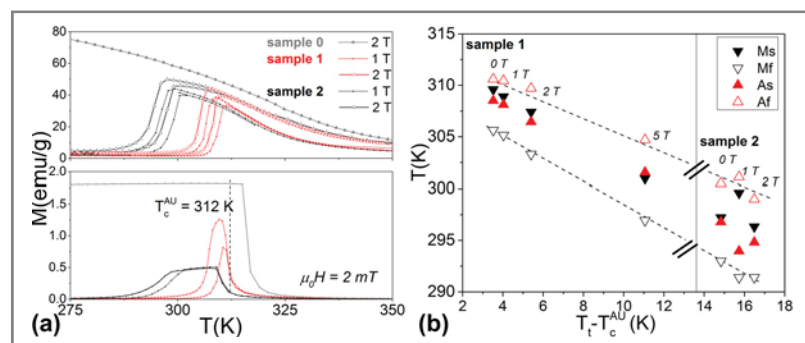 80
60
40
20
0
sample 0
2 T
sample 1
1 T
2 T
sample 2
1 T
2 T
M(emu/g)
1.5
1.0
0.5
0.0
T_c^AU = 312 K
μ₀H = 2 mT
275 300 325 350
(a)
T(K)
315
310
305
300
295
290
T(K)
sample 1
0 T
1 T
2 T
5 T
sample 2
0 T
1 T
2 T
Ms
Mf
As
Af
2 4 6 8 10 12 14 16 18
(b)
T_t-T_c^AU(K)